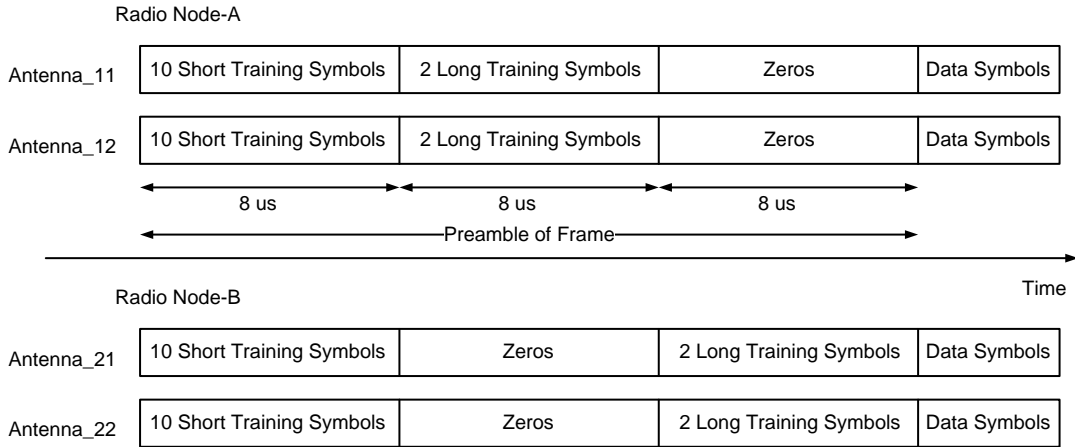 Radio Node-A
Antenna_11 10 Short Training Symbols 2 Long Training Symbols Zeros Data Symbols
Antenna_12 10 Short Training Symbols 2 Long Training Symbols Zeros Data Symbols
8 us 8 us 8 us
Preamble of Frame
Time
Radio Node-B
Antenna_21 10 Short Training Symbols Zeros 2 Long Training Symbols Data Symbols
Antenna_22 10 Short Training Symbols Zeros 2 Long Training Symbols Data Symbols